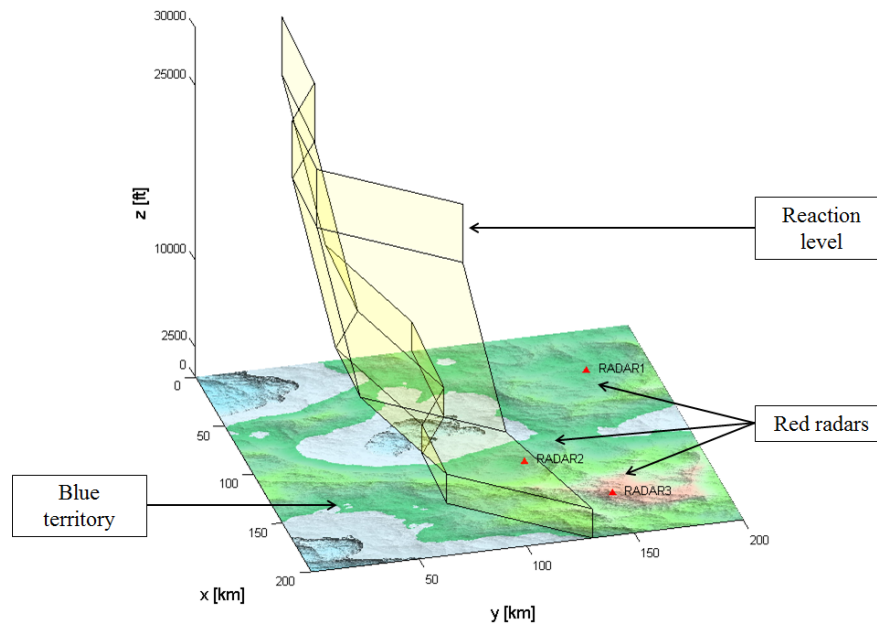 30000
25000
z [ft]
10000
2500
0
0
50
100
150
200
x [km]
50
100
150
200
y [km]
RADAR1
RADAR2
RADAR3
Reaction
level
Red radars
Blue
territory